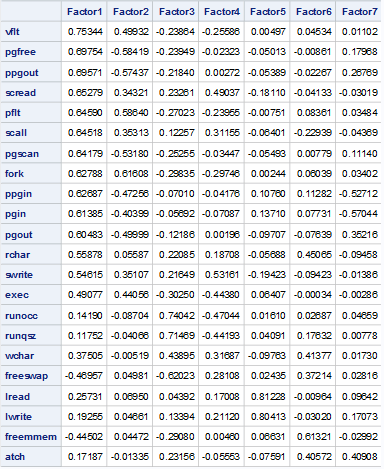 Factor1 Factor2 Factor3 Factor4 Factor5 Factor6 Factor7
vflt 0.75344 0.49932 -0.23864 -0.25586 0.00497 0.04534 0.01102
pgfree 0.69754 -0.58419 -0.23949 -0.02323 -0.05013 -0.00861 0.17968
ppgout 0.69571 -0.57437 -0.21840 0.00272 -0.05389 -0.02267 0.26769
scread 0.65279 0.34321 0.23261 0.49037 -0.18110 -0.04133 -0.03019
pflt 0.64590 0.58640 -0.27023 -0.23955 -0.00751 0.08361 0.03484
scall 0.64518 0.35313 0.12257 0.31155 -0.06401 -0.22939 -0.04369
pgscan 0.64179 -0.53180 -0.25255 -0.03447 -0.05493 0.00779 0.11140
fork 0.62788 0.61608 -0.29835 -0.29746 0.00244 0.06039 0.03402
ppgin 0.62687 -0.47256 -0.07010 -0.04176 0.10760 0.11282 -0.52712
pgin 0.61385 -0.40399 -0.05692 -0.07087 0.13710 0.07731 -0.57044
pgout 0.60483 -0.49999 -0.12186 0.00196 -0.09707 -0.07639 0.35216
rchar 0.55878 0.05587 0.22085 0.18708 -0.05688 0.45065 -0.09458
swrite 0.54615 0.35107 0.21649 0.53161 -0.19423 -0.09423 -0.01386
exec 0.49077 0.44056 -0.30250 -0.44380 0.06407 -0.00034 -0.00286
runocc 0.14190 -0.08704 0.74042 -0.47044 0.01610 0.02687 0.04659
runqsz 0.11752 -0.04066 0.71469 -0.44193 0.04091 0.17632 0.00778
wchar 0.37505 -0.00519 0.43895 0.31687 -0.09763 0.41377 0.01730
freeswap -0.46957 0.04981 -0.62023 0.28108 0.02435 0.37214 0.02816
lread 0.25731 0.06950 0.04392 0.17008 0.81228 -0.00964 0.09642
lwrite 0.19255 0.04661 0.13394 0.21120 0.80413 -0.03020 0.17073
freemmem -0.44502 0.04472 -0.29080 0.00460 0.06631 0.61321 -0.02992
atch 0.17187 -0.01335 0.23156 -0.05553 -0.07591 0.40572 0.40908